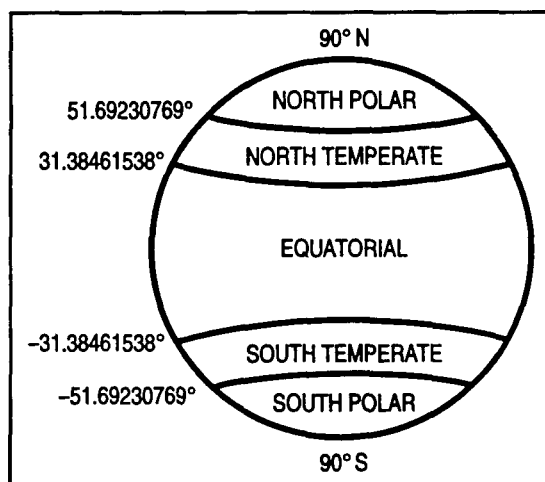 90° N
NORTH POLAR
51.69230769°
NORTH TEMPERATE
31.38461538°
EQUATORIAL
-31.38461538°
SOUTH TEMPERATE
-51.69230769°
SOUTH POLAR
90° S